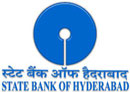 स्टेट बैंक ऑफ हैदराबाद
STATE BANK OF HYDERABAD